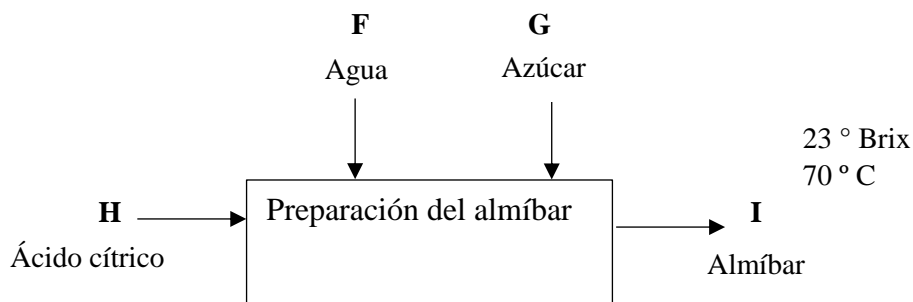 F
G
Agua
Azúcar
23 ° Brix
70 º C
H
Preparación del almíbar
I
Ácido cítrico
Almíbar